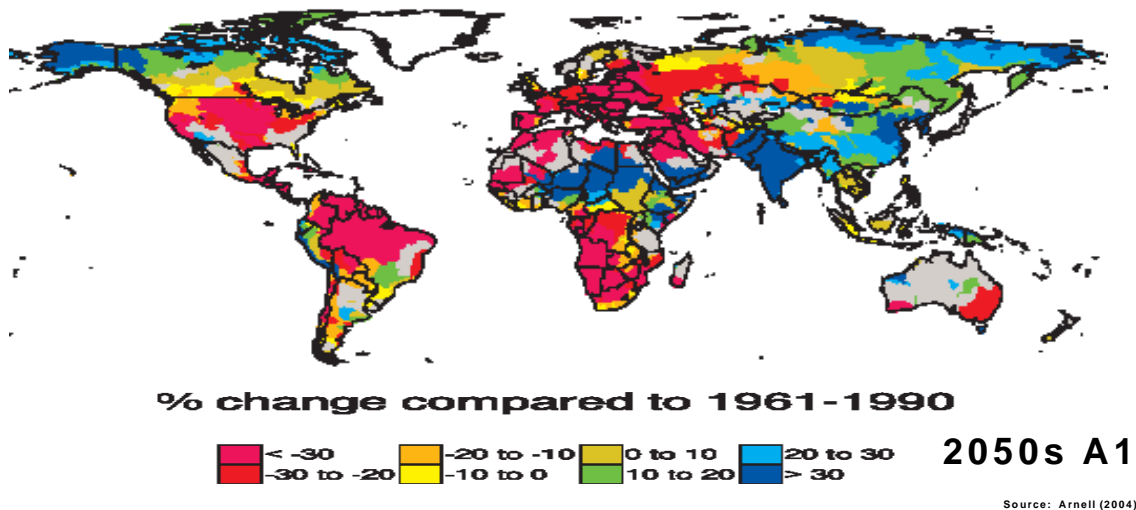 % change compared to 1961-1990
< -30 -20 to -10 0 to 10 20 to 30
-30 to -20 -10 to 0 10 to 20 > 30
2050s A1
Source: Arnell (2004)